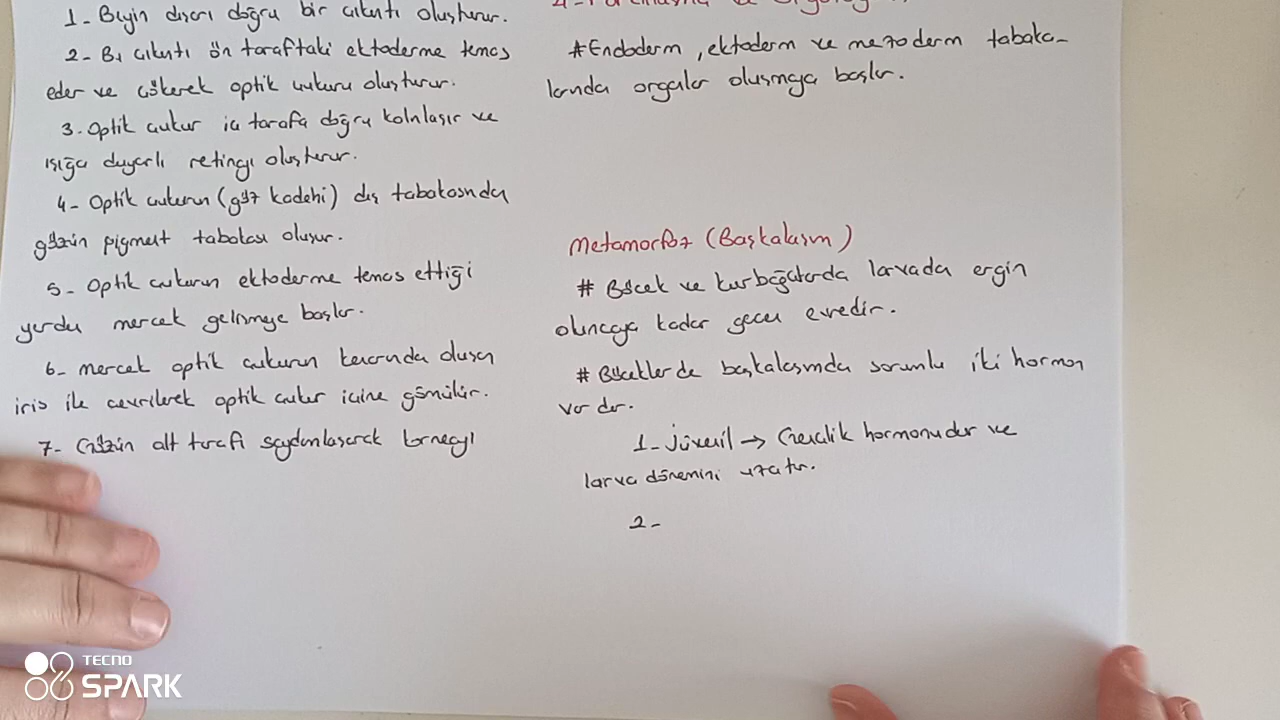 1- Beyin dışarı doğru bir çıkıntı oluşturur.
2- Bu çıkıntı ön taraftaki ektoderme temas
eder ve çökerek optik çukuru oluşturur.
3. Optik çukur iç tarafa doğru kalınlaşır ve
ışığa duyarlı retinayı oluşturur.
4- Optik çukurun (göz kadehi) dış tabakasında
gözün pigment tabakası oluşur.
5- Optik çukurun ektoderme temas ettiği
yerden mercek gelişmeye başlar.
6- mercek optik çukurun kenarında oluşan
iris ile çevrilerek optik çukur içine gömülür.
7- Gözün alt tarafı saydamlaşarak korneayı
#Endoderm, ektoderm ve mezoderm tabaka-
larında organlar oluşmaya başlar.
Metamorfoz (Başkalaşım)
# Böcek ve kurbağalarda larvada ergin
oluncaya kadar geçen evredir.
# Böceklerde başkalaşımda sorumlu iki hormon
vardır.
1- Jüvenil → Gençlik hormonudur ve
larva dönemini uzatır.
2-
TECNO
SPARK